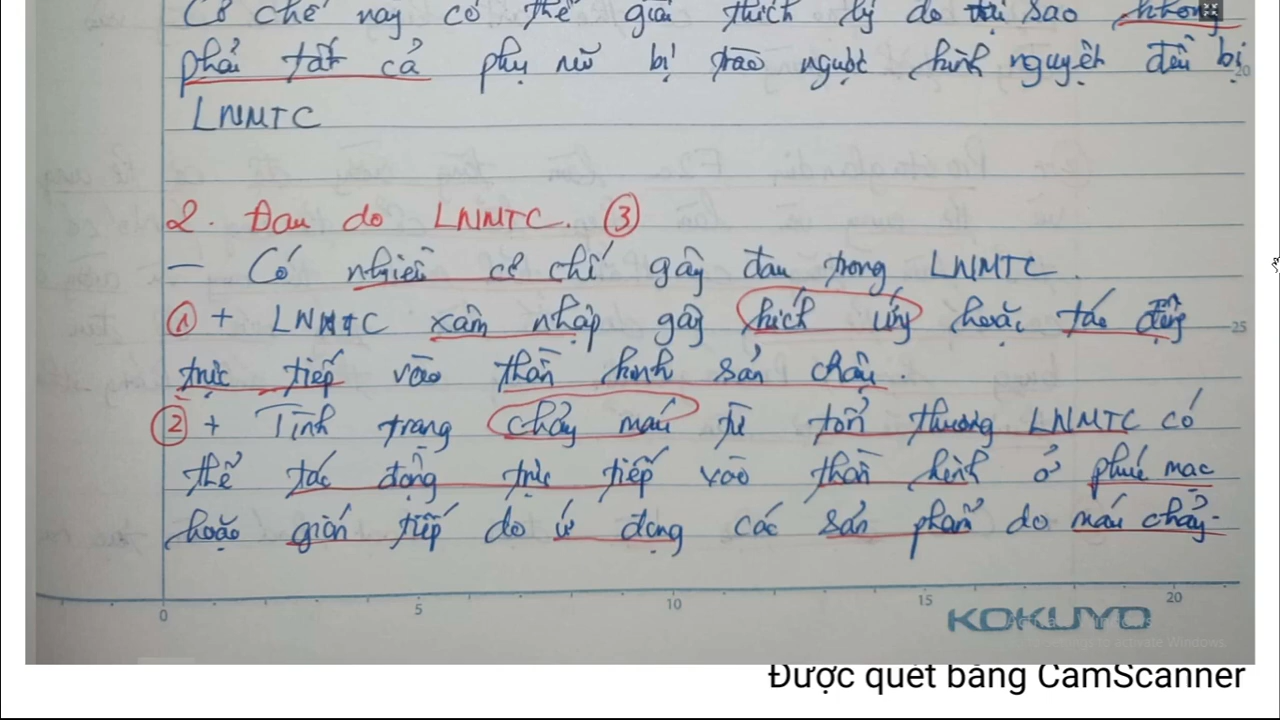 Cơ chế này có thể giải thích lý do tại sao không
phải tất cả phụ nữ bị trào ngược kinh nguyệt đều bị
LNMTC
20
2. Đau do LNMTC. ③
- Có nhiều cơ chế gây đau trong LNMTC.
① + LNMTC xâm nhập gây kích ứng hoặc tác động
25
trực tiếp vào thần kinh sản chậu
② + Tình trạng chảy máu từ tổn thương LNMTC có
thể tác động trực tiếp vào thần kinh ở phúc mạc
hoặc gián tiếp do ứ đọng các sản phẩm do máu chảy.
0 5 10 15 20
KOKUYO
Được quét bằng CamScanner